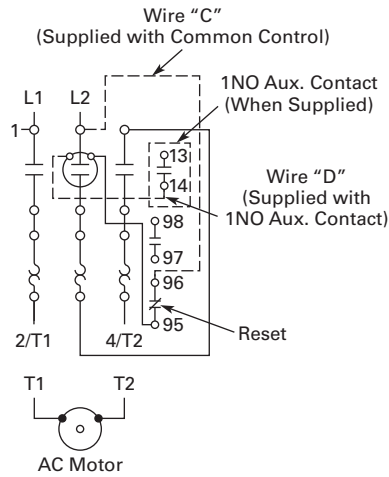 Wire “C”
(Supplied with Common Control)
1NO Aux. Contact
(When Supplied)
L1
L2
1
13
14
Wire “D”
(Supplied with
1NO Aux. Contact)
98
97
96
95
Reset
2/T1
4/T2
T1
T2
AC Motor